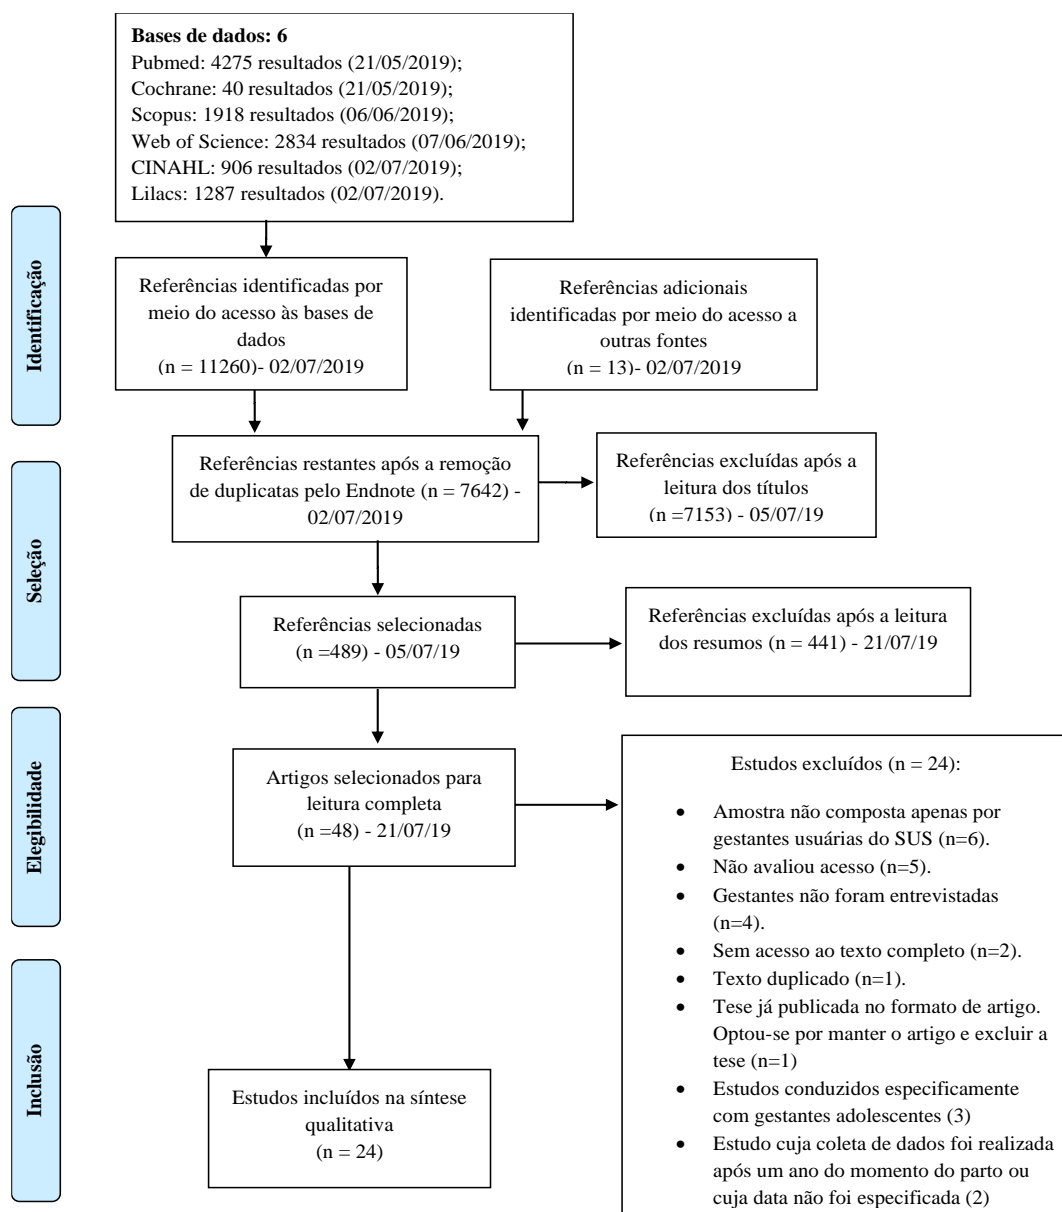 Bases de dados: 6
Pubmed: 4275 resultados (21/05/2019);
Cochrane: 40 resultados (21/05/2019);
Scopus: 1918 resultados (06/06/2019);
Web of Science: 2834 resultados (07/06/2019);
CINAHL: 906 resultados (02/07/2019);
Lilacs: 1287 resultados (02/07/2019).
Identificação
Referências identificadas por
meio do acesso às bases de
dados
(n = 11260)- 02/07/2019
Referências adicionais
identificadas por meio do acesso a
outras fontes
(n = 13)- 02/07/2019
Seleção
Referências restantes após a remoção
de duplicatas pelo Endnote (n = 7642) -
02/07/2019
Referências excluídas após a
leitura dos títulos
(n =7153) - 05/07/19
Referências selecionadas
(n =489) - 05/07/19
Referências excluídas após a leitura
dos resumos (n = 441) - 21/07/19
Elegibilidade
Artigos selecionados para
leitura completa
(n =48) - 21/07/19
Estudos excluídos (n = 24):
• Amostra não composta apenas por
gestantes usuárias do SUS (n=6).
• Não avaliou acesso (n=5).
• Gestantes não foram entrevistadas
(n=4).
• Sem acesso ao texto completo (n=2).
• Texto duplicado (n=1).
• Tese já publicada no formato de artigo.
Optou-se por manter o artigo e excluir a
tese (n=1)
• Estudos conduzidos especificamente
com gestantes adolescentes (3)
• Estudo cuja coleta de dados foi realizada
após um ano do momento do parto ou
cuja data não foi especificada (2)
Inclusão
Estudos incluídos na síntese
qualitativa
(n = 24)